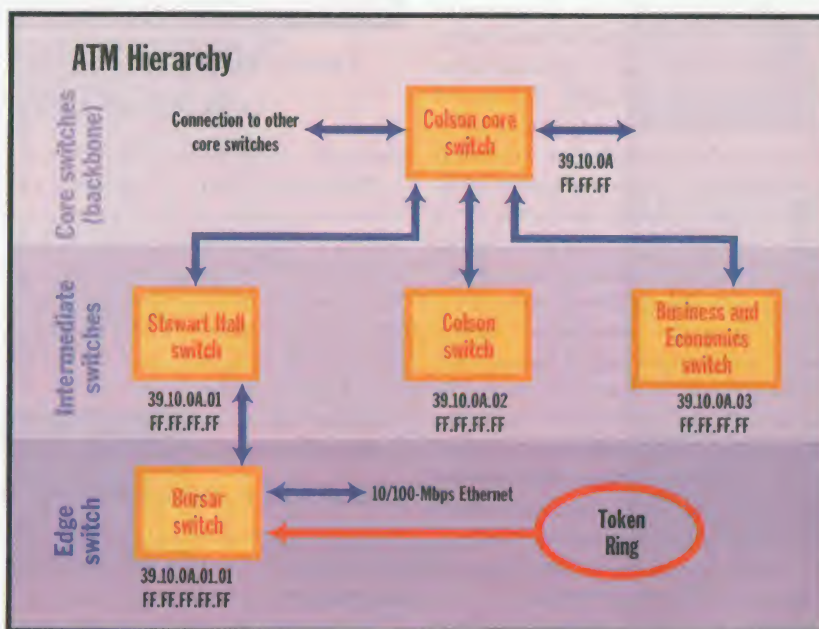 ATM Hierarchy
Core switches
(backbone)
Connection to other
core switches
Colson core
switch
39.10.0A
FF.FF.FF
Intermediate
switches
Stewart Hall
switch
39.10.0A.01
FF.FF.FF.FF
Colson
switch
39.10.0A.02
FF.FF.FF.FF
Business and
Economics
switch
39.10.0A.03
FF.FF.FF.FF
Edge
switch
Bursar
switch
39.10.0A.01.01
FF.FF.FF.FF.FF
10/100-Mbps Ethernet
Token
Ring